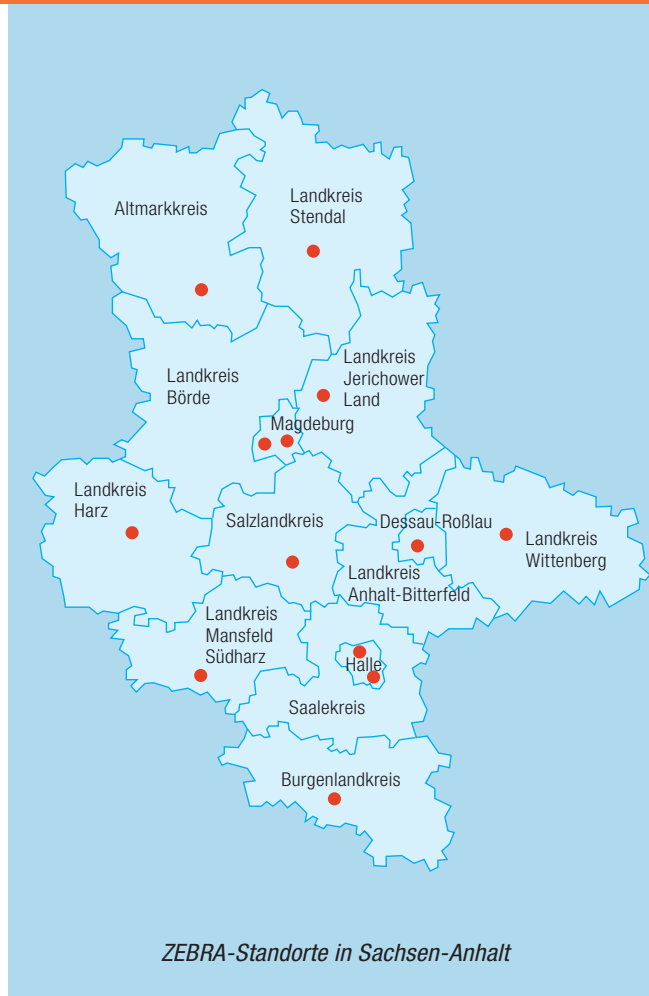 Altmarkkreis
Landkreis
Stendal
Landkreis
Börde
Landkreis
Jerichower
Land
Magdeburg
Landkreis
Harz
Salzlandkreis
Dessau-Roßlau
Landkreis
Wittenberg
Landkreis
Anhalt-Bitterfeld
Landkreis
Mansfeld
Südharz
Halle
Saalekreis
Burgenlandkreis
ZEBRA-Standorte in Sachsen-Anhalt